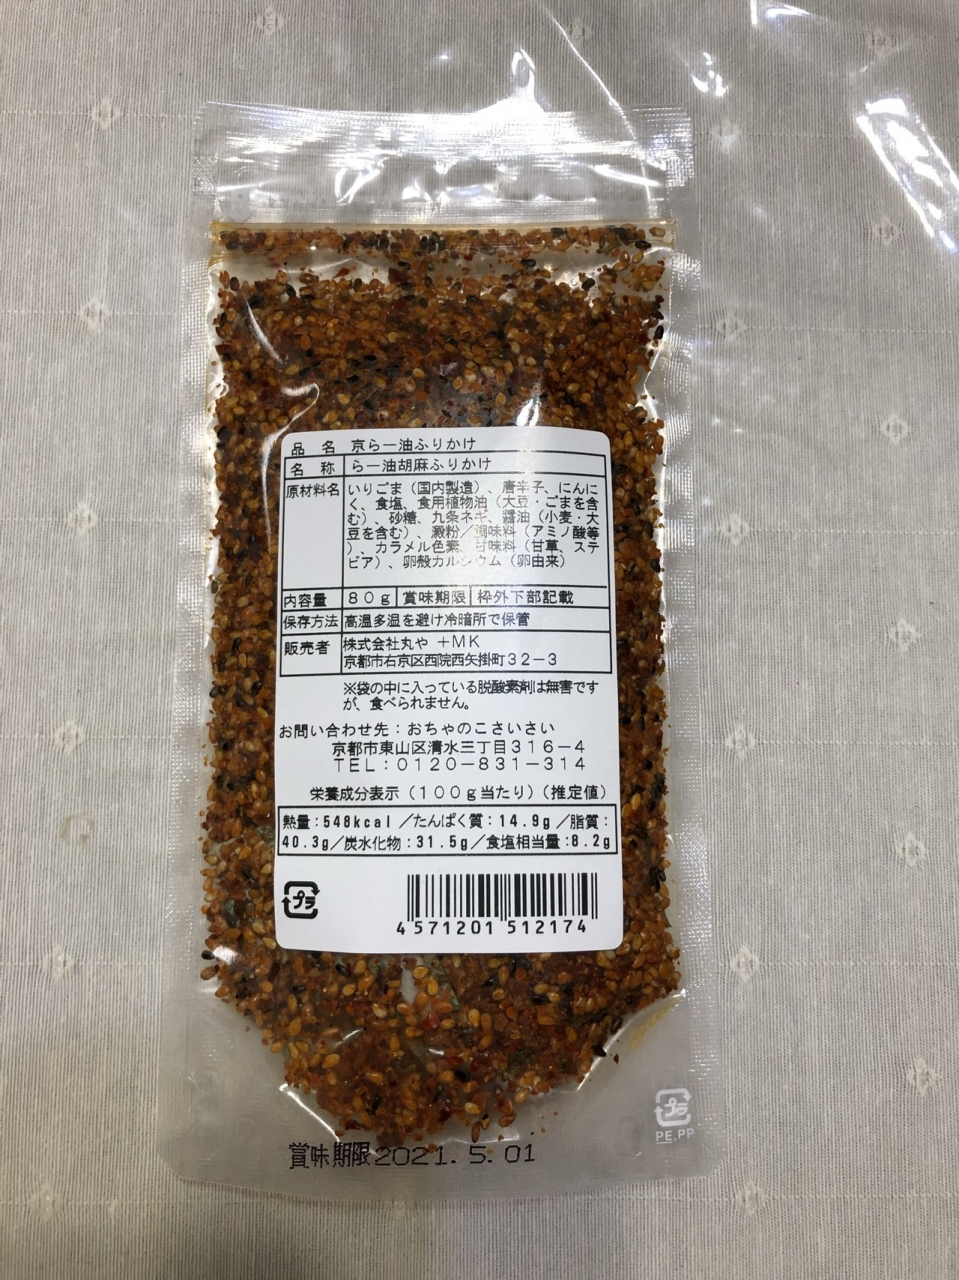 品名 京らー油ふりかけ
名称 らー油胡麻ふりかけ
原材料名 いりごま（国内製造）、唐辛子、にんに
く、食塩、食用植物油（大豆・ごまを含
む）、砂糖、九条ネギ、醤油（小麦・大
豆を含む）、澱粉／調味料（アミノ酸等
）、カラメル色素、甘味料（甘草、ステ
ビア）、卵殻カルシウム（卵由来）
内容量 80g 賞味期限 枠外下部記載
保存方法 高温多湿を避け冷暗所で保管
販売者 株式会社丸や +MK
京都市右京区西院西矢掛町32-3
※袋の中に入っている脱酸素剤は無害です
が、食べられません。
お問い合わせ先：おちゃのこさいさい
京都市東山区清水三丁目316-4
TEL：0120-831-314
栄養成分表示（100g当たり）（推定値）
熱量:548kcal／たんぱく質:14.9g／脂質:
40.3g／炭水化物:31.5g／食塩相当量:8.2g
プラ
4 571201 512174
プラ
PE,PP
賞味期限2021. 5. 01